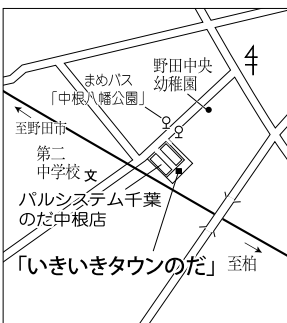 まめバス
「中根八幡公園」
野田中央
幼稚園
至野田市
第二
中学校
文
パルシステム千葉
のだ中根店
「いきいきタウンのだ」
至柏